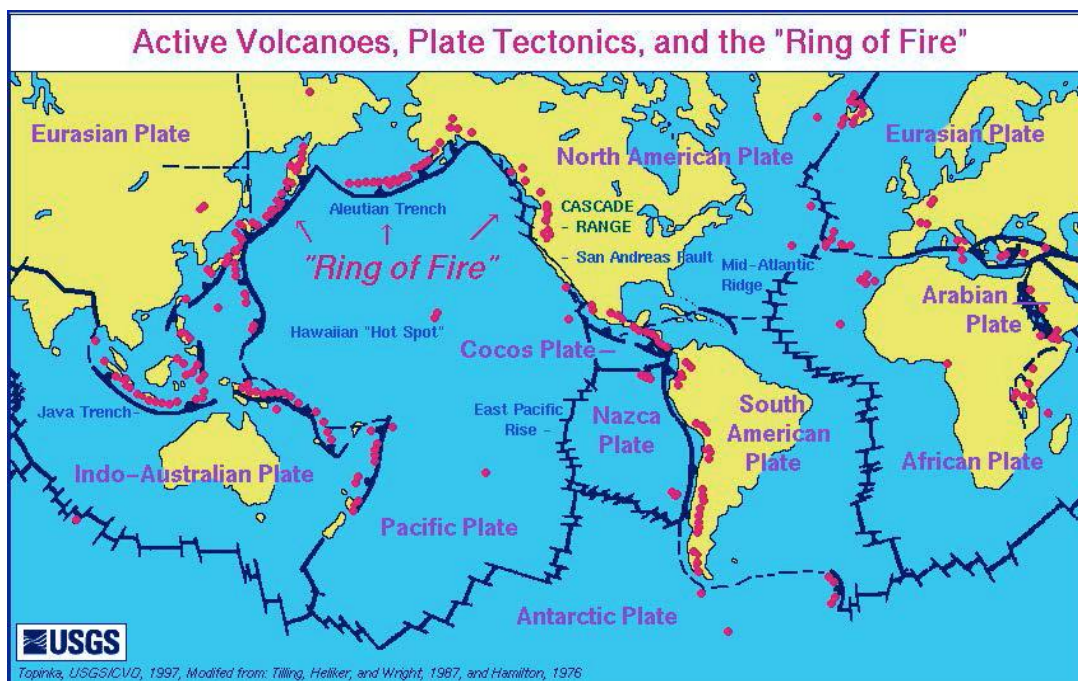 Active Volcanoes, Plate Tectonics, and the "Ring of Fire"
Eurasian Plate
North American Plate
Eurasian Plate
Aleutian Trench
CASCADE
- RANGE
"Ring of Fire"
- San Andreas Fault
Mid-Atlantic
Ridge
Arabian
Plate
Hawaiian "Hot Spot"
Cocos Plate
Java Trench
East Pacific
Rise -
Nazca
Plate
South
American
Plate
Indo-Australian Plate
African Plate
Pacific Plate
Antarctic Plate
USGS
Topinka, USGS/CVO, 1997, Modifed from: Tilling, Heliker, and Wright, 1987, and Hamilton, 1976